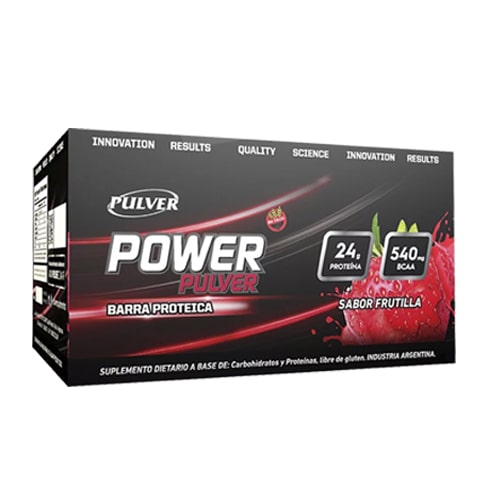 INNOVATION RESULTS QUALITY SCIENCE INNOVATION RESULTS
PULVER
POWER
PULVER
BARRA PROTEICA
24g
PROTEÍNA
540mg
BCAA
SABOR FRUTILLA
SUPLEMENTO DIETARIO A BASE DE: Carbohidratos y Proteínas, libre de gluten. INDUSTRIA ARGENTINA.